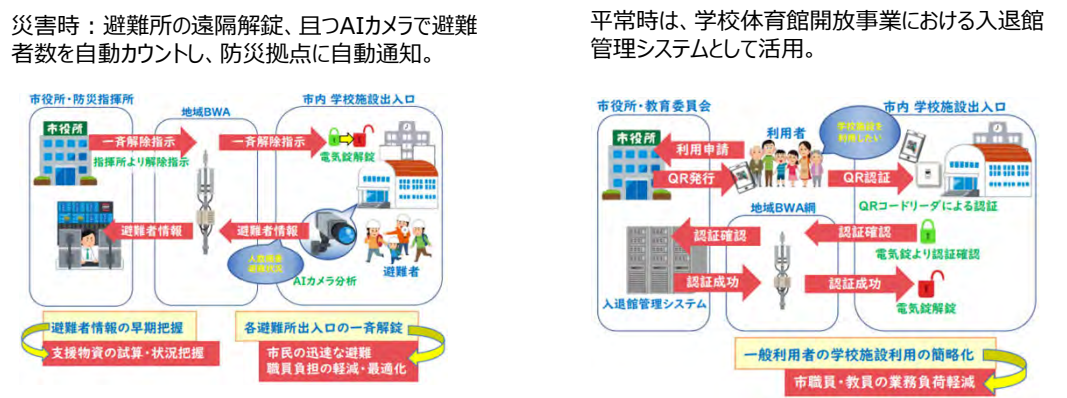 災害時：避難所の遠隔解錠、且つAIカメラで避難
者数を自動カウントし、防災拠点に自動通知。
市役所・防災指揮所
地域BWA
市内 学校施設出入口
市役所
一斉解除指示
一斉解除指示
指揮所より解除指示
電気錠解錠
避難者情報
避難者情報
AIカメラ分析
避難者
避難者情報の早期把握
支援物資の試算・状況把握
各避難所出入口の一斉解錠
市民の迅速な避難
職員負担の軽減・最適化
平常時は、学校体育館開放事業における入退館
管理システムとして活用。
市役所・教育委員会
市内 学校施設出入口
市役所
利用者
学校施設を
利用したい
利用申請
QR発行
QR認証
QRコードリーダによる認証
地域BWA網
認証確認
認証確認
電気錠より認証確認
認証成功
認証成功
入退館管理システム
電気錠解錠
一般利用者の学校施設利用の簡略化
市職員・教員の業務負荷軽減